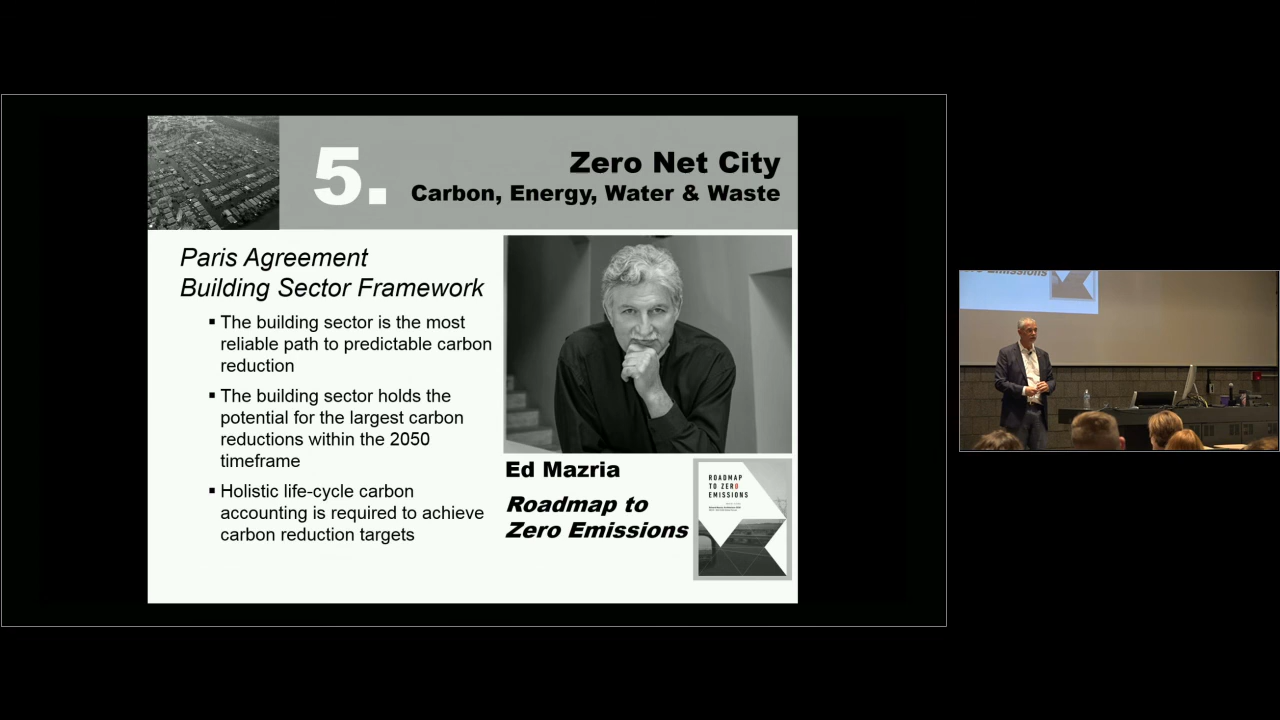 5.
Zero Net City
Carbon, Energy, Water & Waste
Paris Agreement
Building Sector Framework
▪ The building sector is the most
reliable path to predictable carbon
reduction
▪ The building sector holds the
potential for the largest carbon
reductions within the 2050
timeframe
▪ Holistic life-cycle carbon
accounting is required to achieve
carbon reduction targets
Ed Mazria
Roadmap to
Zero Emissions
ROADMAP
TO ZERO
EMISSIONS
Emissions